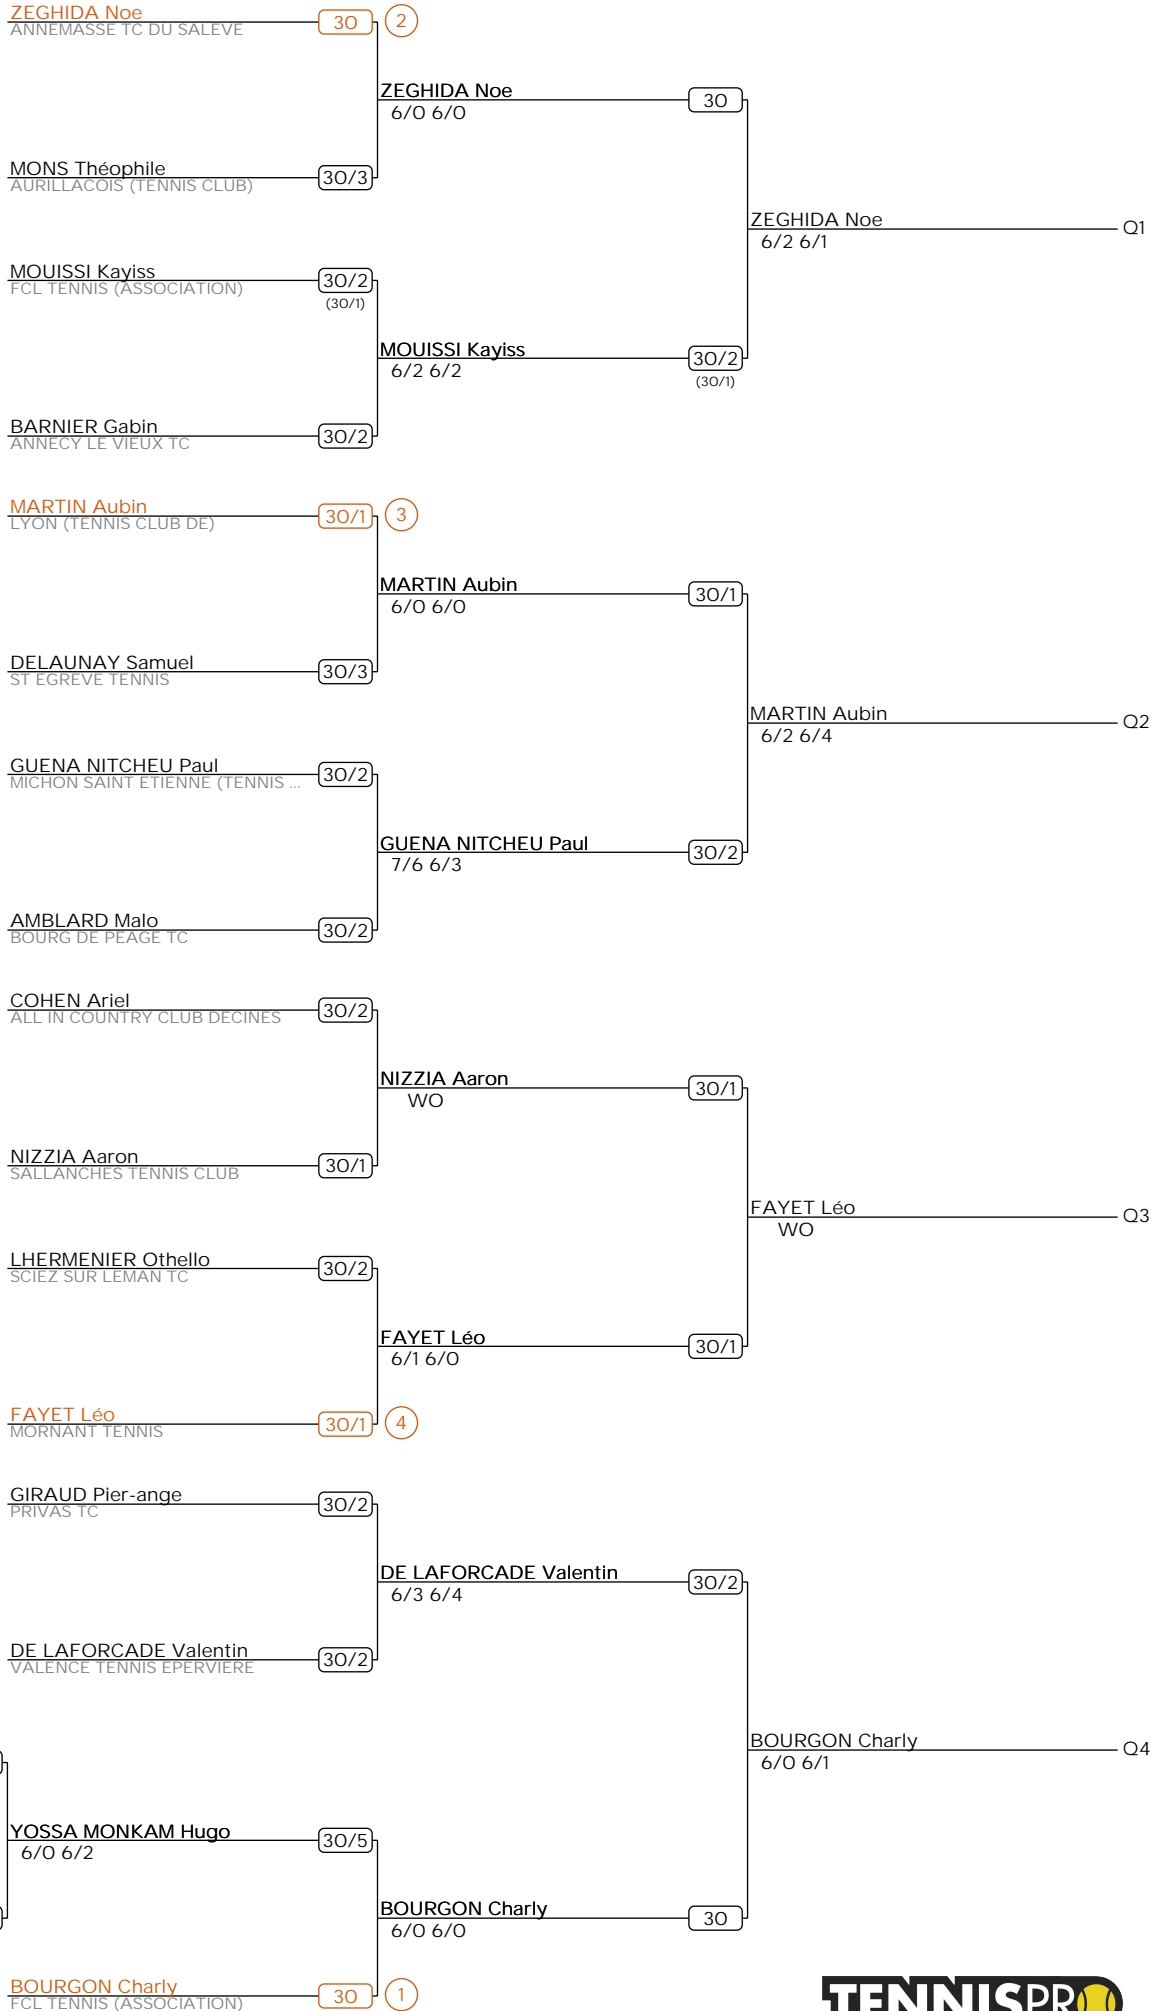 ZEGHIDA Noe
ANNEMASSE TC DU SALEVE
30
2
ZEGHIDA Noe
6/0 6/0
30
MONS Théophile
AURILLACOIS (TENNIS CLUB)
30/3
ZEGHIDA Noe
6/2 6/1
Q1
MOUISSI Kayiss
FCL TENNIS (ASSOCIATION)
30/2
(30/1)
MOUISSI Kayiss
6/2 6/2
30/2
(30/1)
BARNIER Gabin
ANNECY LE VIEUX TC
30/2
MARTIN Aubin
LYON (TENNIS CLUB DE)
30/1
3
MARTIN Aubin
6/0 6/0
30/1
DELAUNAY Samuel
ST EGREVE TENNIS
30/3
MARTIN Aubin
6/2 6/4
Q2
GUENA NITCHEU Paul
MICHON SAINT ETIENNE (TENNIS ...
30/2
GUENA NITCHEU Paul
7/6 6/3
30/2
AMBLARD Malo
BOURG DE PEAGE TC
30/2
COHEN Ariel
ALL IN COUNTRY CLUB DECINES
30/2
NIZZIA Aaron
WO
30/1
NIZZIA Aaron
SALLANCHES TENNIS CLUB
30/1
FAYET Léo
WO
Q3
LHERMENIER Othello
SCIEZ SUR LEMAN TC
30/2
FAYET Léo
6/1 6/0
30/1
FAYET Léo
MORNANT TENNIS
30/1
4
GIRAUD Pier-ange
PRIVAS TC
30/2
DE LAFORCADE Valentin
6/3 6/4
30/2
DE LAFORCADE Valentin
VALENCE TENNIS EPERVIERE
30/2
BOURGON Charly
6/0 6/1
Q4
YOSSA MONKAM Hugo
6/0 6/2
30/5
BOURGON Charly
6/0 6/0
30
BOURGON Charly
FCL TENNIS (ASSOCIATION)
30
1
TENNISPRO